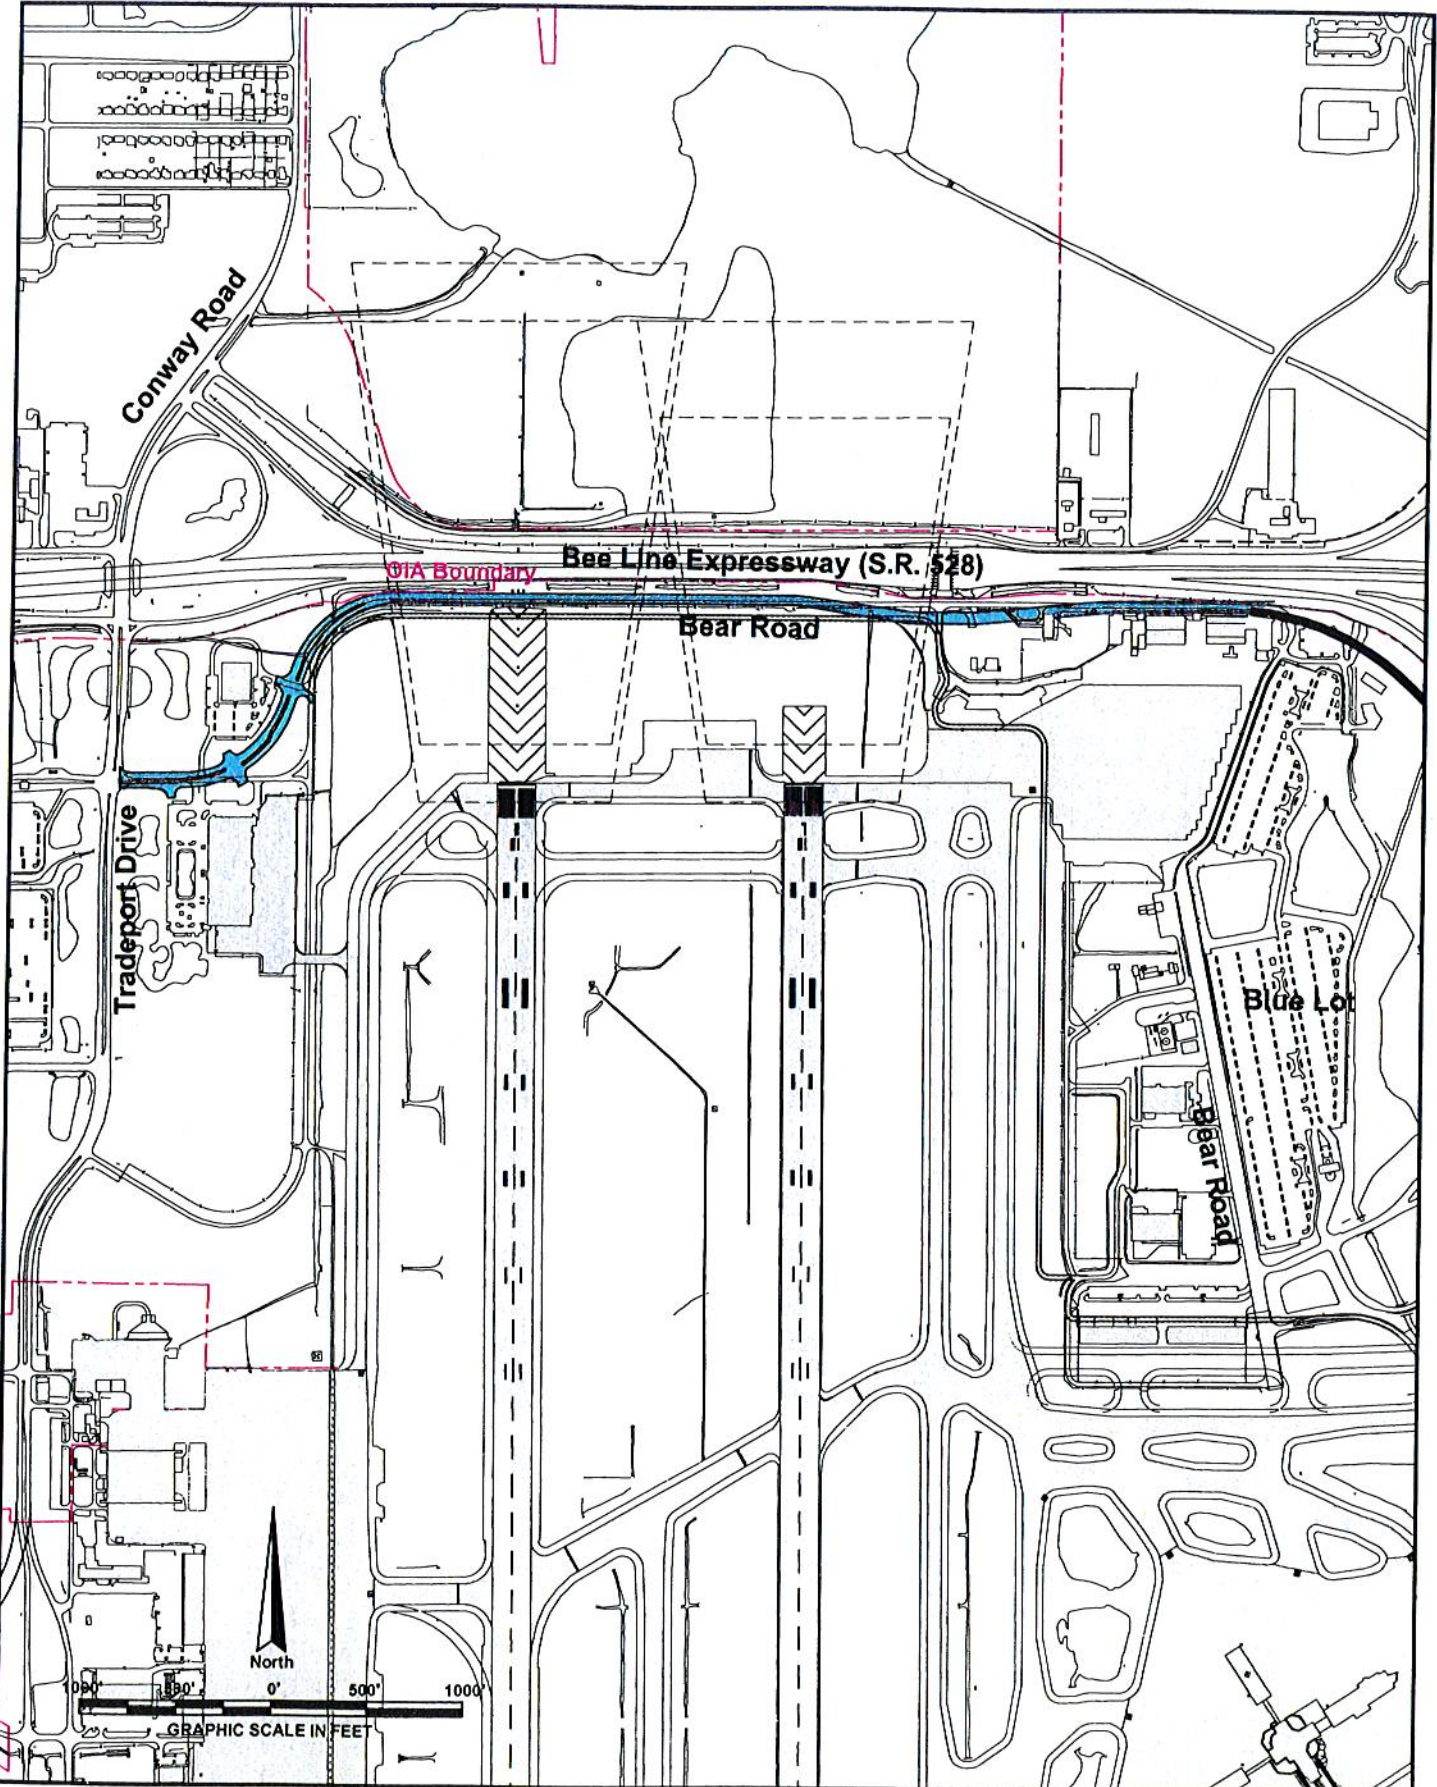 Conway Road
Bee Line Expressway (S.R. 528)
OIA Boundary
Bear Road
Tradeport Drive
Blue Lot
Bear Road
North
1000' 500' 0' 500' 1000'
GRAPHIC SCALE IN FEET